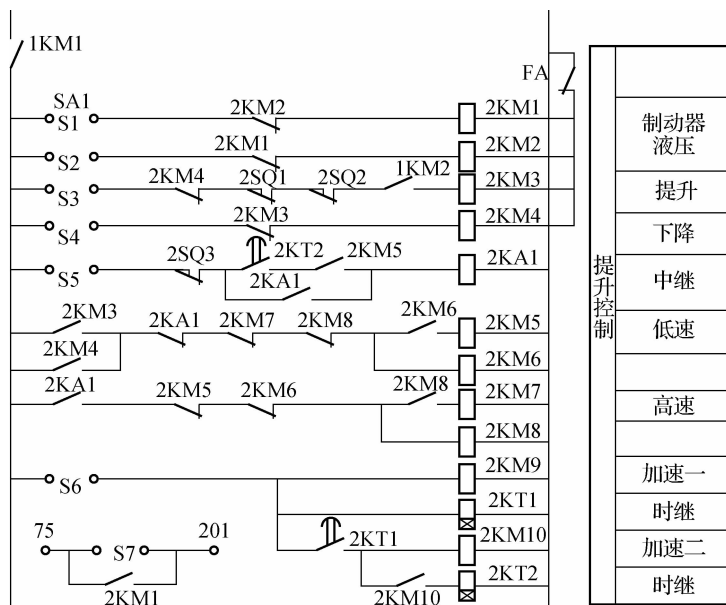 1KM1
FA
SA1
S1
2KM2
2KM1
S2
2KM1
2KM2
制动器
液压
S3
2KM4
2SQ1
2SQ2
1KM2
2KM3
提升
S4
2KM3
2KM4
下降
S5
2SQ3
2KT2
2KM5
2KA1
2KA1
中继
提升控制
2KM3
2KM4
2KA1
2KM7
2KM8
2KM6
2KM5
低速
2KM6
2KA1
2KM5
2KM6
2KM8
2KM7
高速
2KM8
S6
2KM9
加速一
2KT1
时继
75
S7
201
2KT1
2KM10
加速二
2KM1
2KM10
2KT2
时继